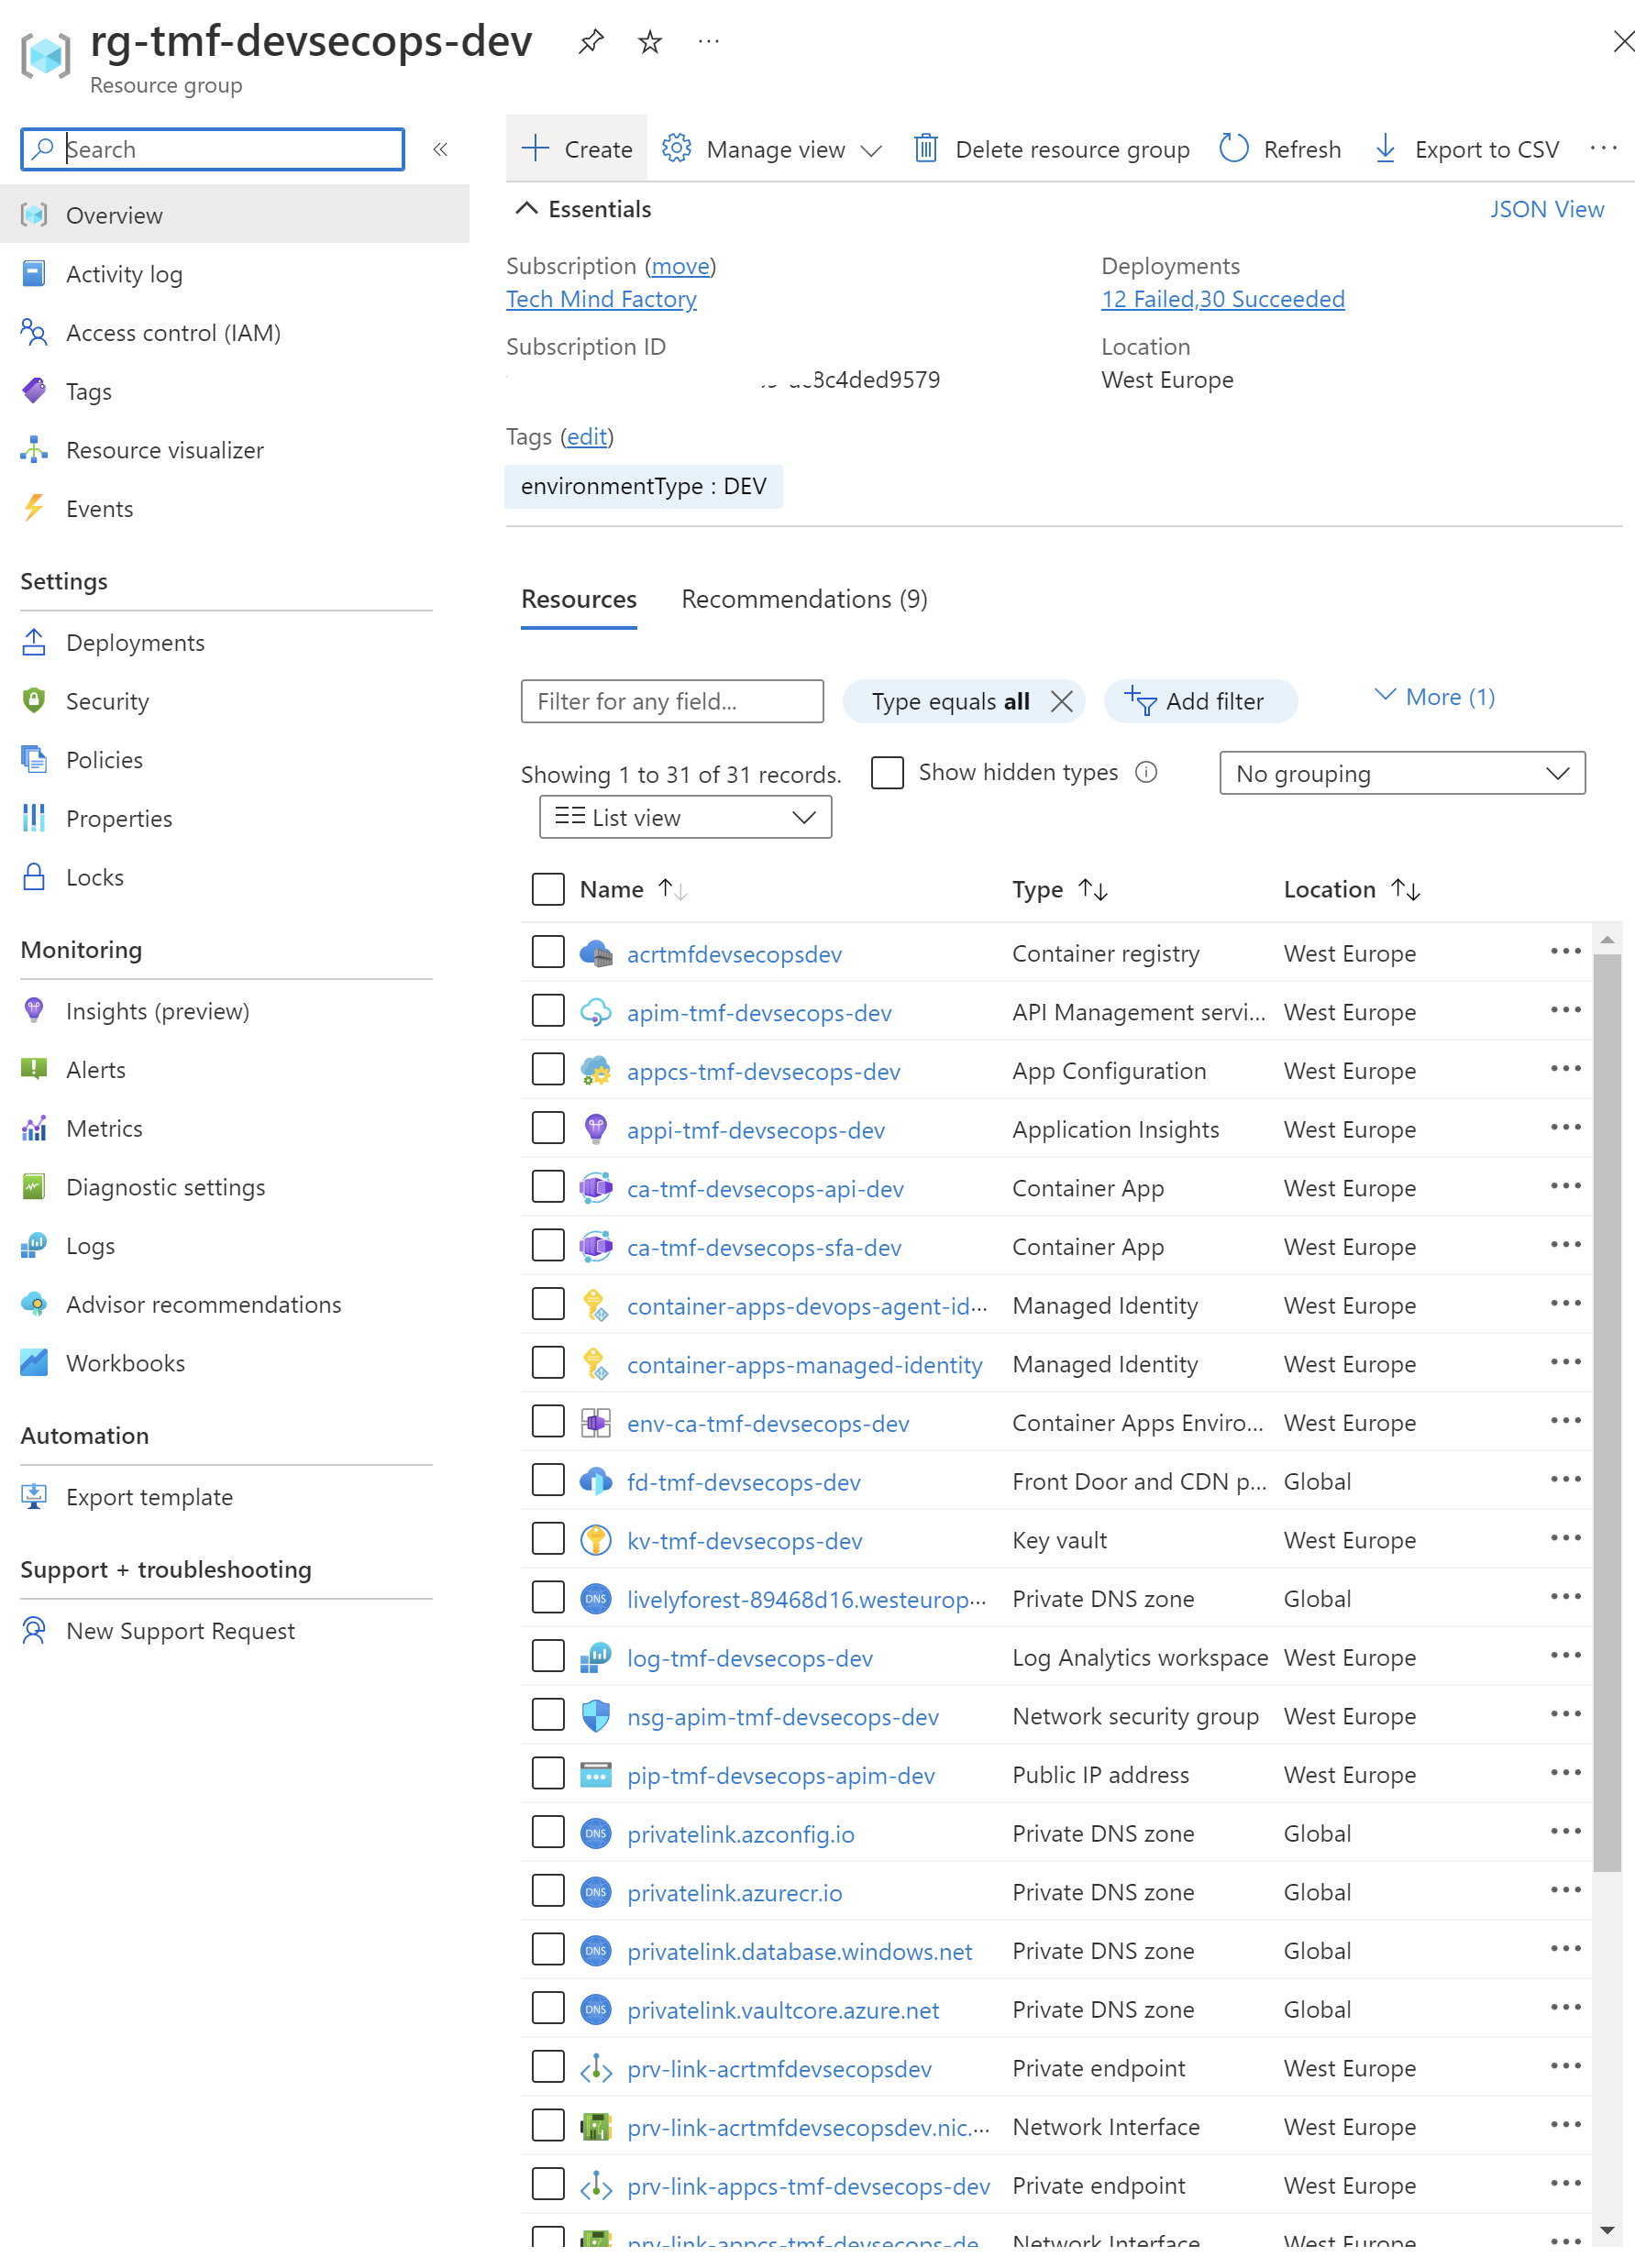 rg-tmf-devsecops-dev
Resource group
Search
Overview
Activity log
Access control (IAM)
Tags
Resource visualizer
Events
Settings
Deployments
Security
Policies
Properties
Locks
Monitoring
Insights (preview)
Alerts
Metrics
Diagnostic settings
Logs
Advisor recommendations
Workbooks
Automation
Export template
Support + troubleshooting
New Support Request
Create Manage view Delete resource group Refresh Export to CSV
Essentials JSON View
Subscription (move)
Tech Mind Factory
Deployments
12 Failed,30 Succeeded
Subscription ID
8c4ded9579
Location
West Europe
Tags (edit)
environmentType : DEV
Resources Recommendations (9)
Filter for any field... Type equals all Add filter More (1)
Showing 1 to 31 of 31 records. Show hidden types No grouping
List view
Name Type Location
acrtmfdevsecopsdev Container registry West Europe
apim-tmf-devsecops-dev API Management servi... West Europe
appcs-tmf-devsecops-dev App Configuration West Europe
appi-tmf-devsecops-dev Application Insights West Europe
ca-tmf-devsecops-api-dev Container App West Europe
ca-tmf-devsecops-sfa-dev Container App West Europe
container-apps-devops-agent-id... Managed Identity West Europe
container-apps-managed-identity Managed Identity West Europe
env-ca-tmf-devsecops-dev Container Apps Enviro... West Europe
fd-tmf-devsecops-dev Front Door and CDN p... Global
kv-tmf-devsecops-dev Key vault West Europe
livelyforest-89468d16.westeurop... Private DNS zone Global
log-tmf-devsecops-dev Log Analytics workspace West Europe
nsg-apim-tmf-devsecops-dev Network security group West Europe
pip-tmf-devsecops-apim-dev Public IP address West Europe
privatelink.azconfig.io Private DNS zone Global
privatelink.azurecr.io Private DNS zone Global
privatelink.database.windows.net Private DNS zone Global
privatelink.vaultcore.azure.net Private DNS zone Global
prv-link-acrtmfdevsecopsdev Private endpoint West Europe
prv-link-acrtmfdevsecopsdev.nic.... Network Interface West Europe
prv-link-appcs-tmf-devsecops-dev Private endpoint West Europe
prv-link-appcs-tmf-devsecops-de Network Interface West Europe